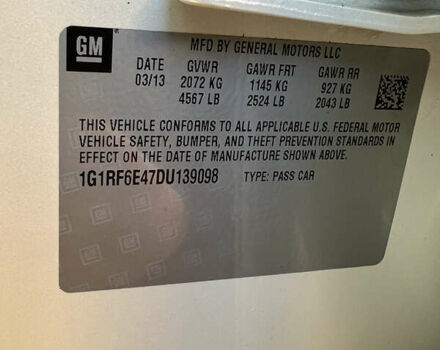 GM
MFD BY GENERAL MOTORS LLC
DATE GVWR GAWR FRT GAWR RR
03/13 2072 KG 1145 KG 927 KG
4567 LB 2524 LB 2043 LB
THIS VEHICLE CONFORMS TO ALL APPLICABLE U.S. FEDERAL MOTOR
VEHICLE SAFETY, BUMPER, AND THEFT PREVENTION STANDARDS IN
EFFECT ON THE DATE OF MANUFACTURE SHOWN ABOVE.
1G1RF6E47DU139098 TYPE: PASS CAR